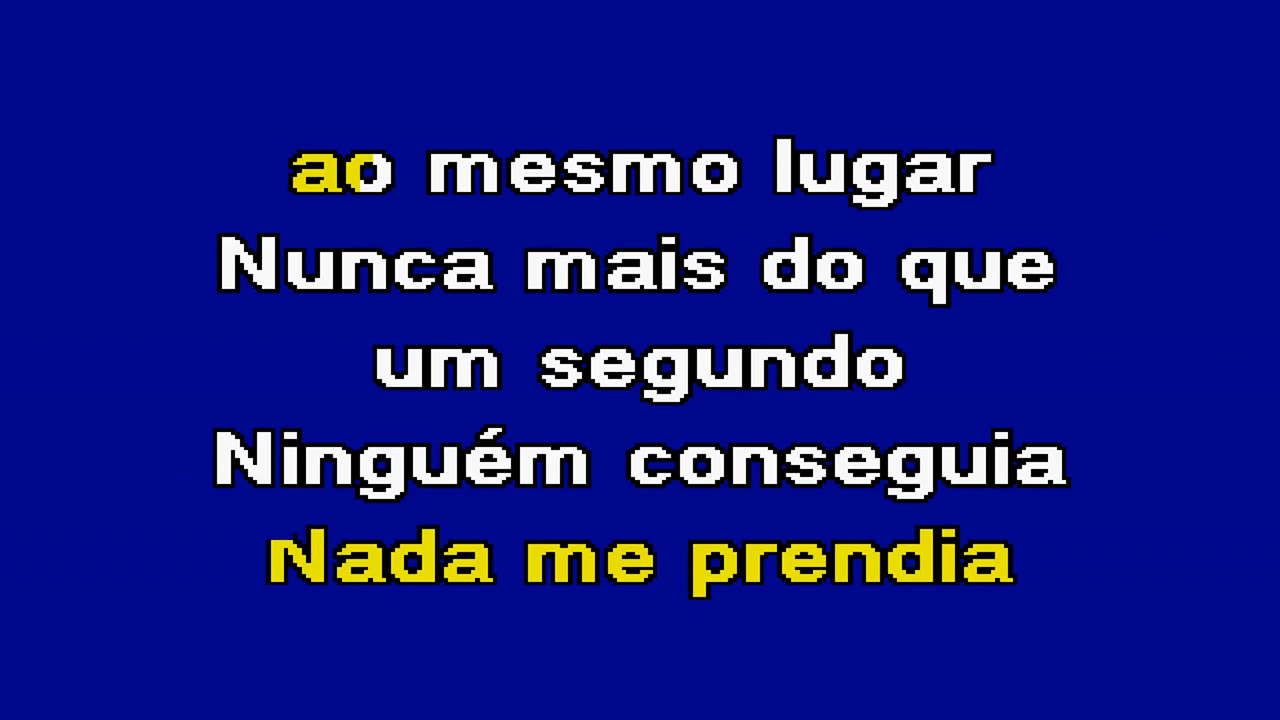 ao mesmo lugar
Nunca mais do que
um segundo
Ninguém conseguia
Nada me prendia